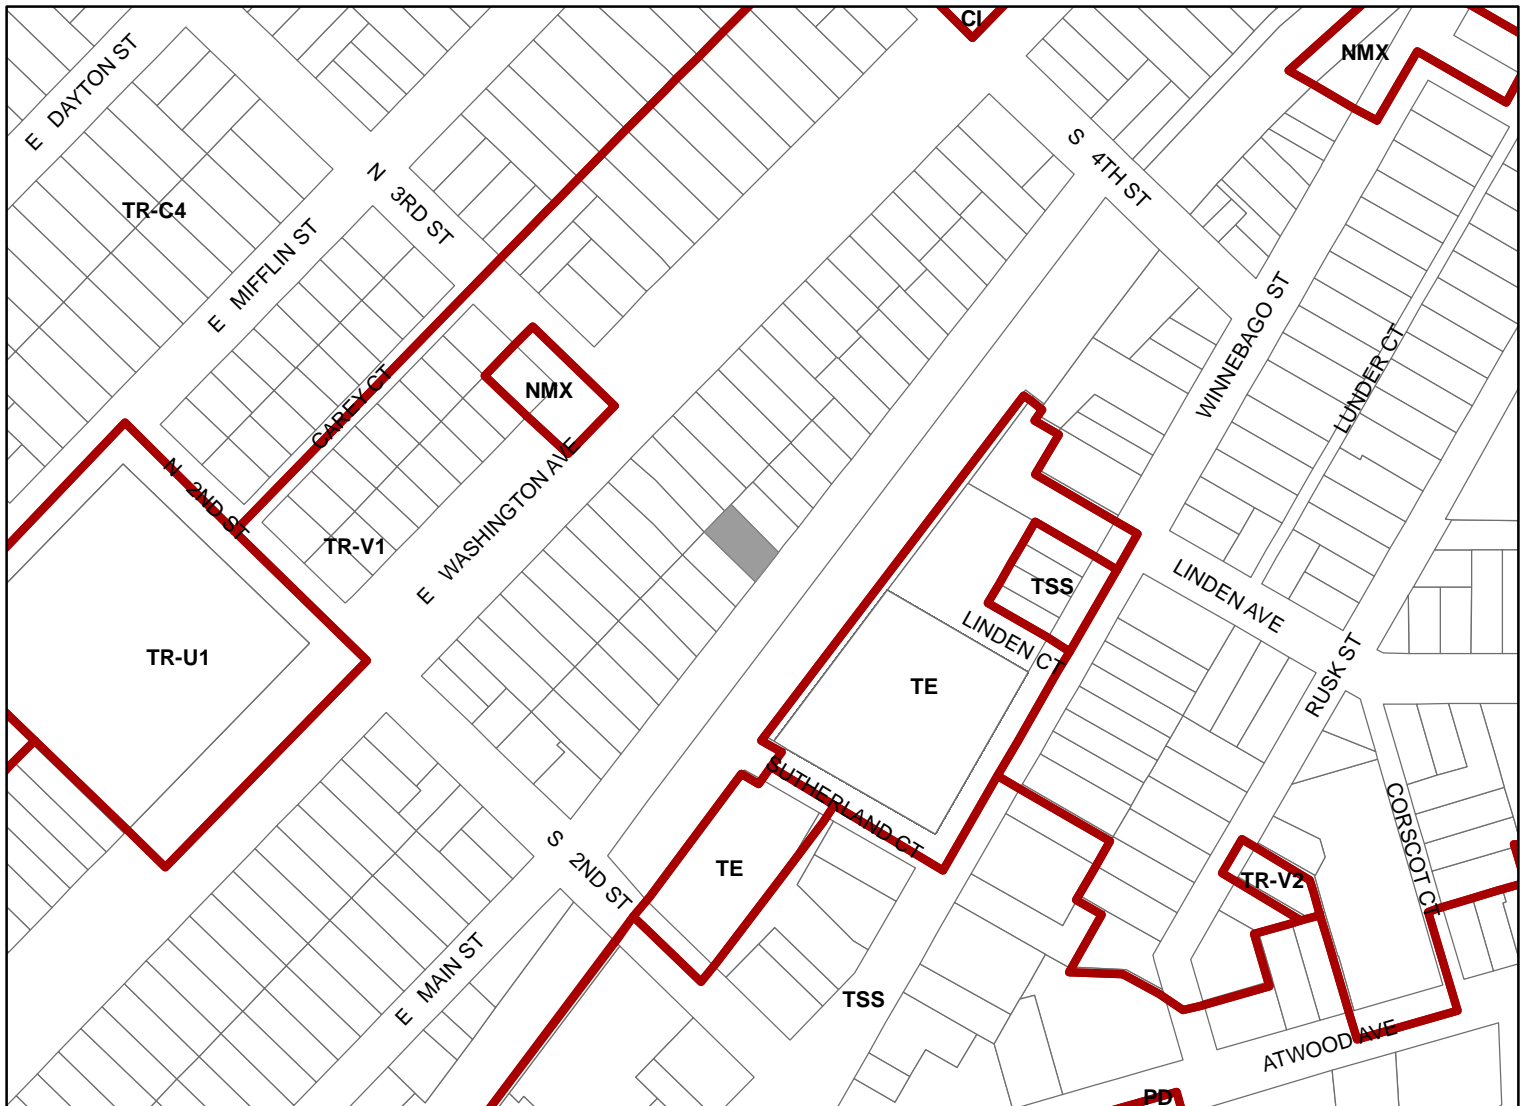 CI
NMX
E DAYTON ST
S 4TH ST
N 3RD ST
TR-C4
E MIFFLIN ST
WINNEBAGO ST
LUNDER CT
CAREY CT
NMX
N 2ND ST
E WASHINGTON AVE
TR-V1
TSS
LINDEN AVE
LINDEN CT
TR-U1
TE
RUSK ST
SUTHERLAND CT
CORSCOT CT
TE
S 2ND ST
TR-V2
E MAIN ST
TSS
ATWOOD AVE
PD